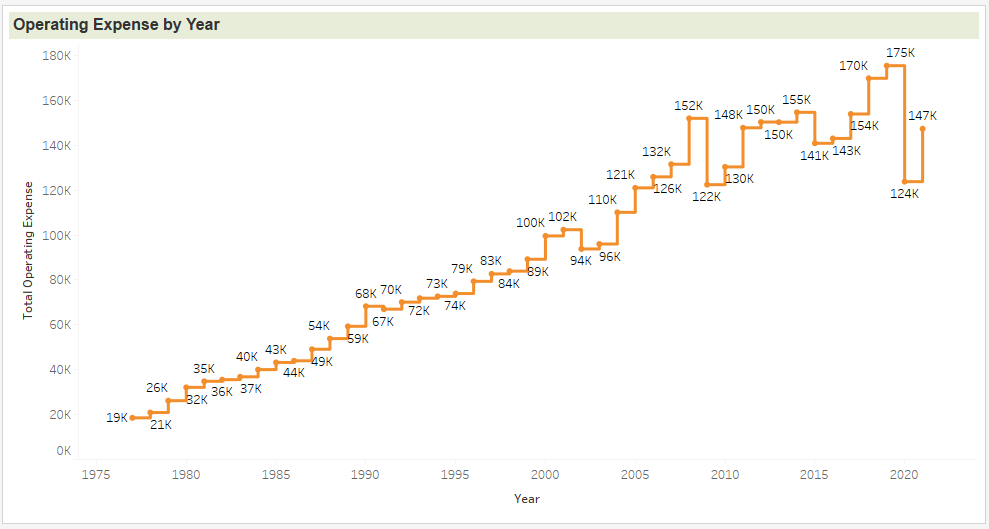 Operating Expense by Year
180K
160K
140K
120K
100K
80K
60K
40K
20K
0K
Total Operating Expense
19K
21K
26K
32K
35K
36K
37K
40K
43K
44K
49K
54K
59K
68K
67K
70K
72K
73K
74K
79K
83K
84K
89K
100K
102K
94K
96K
110K
121K
126K
132K
152K
122K
130K
148K
150K
150K
155K
141K
143K
154K
170K
175K
124K
147K
1975 1980 1985 1990 1995 2000 2005 2010 2015 2020
Year